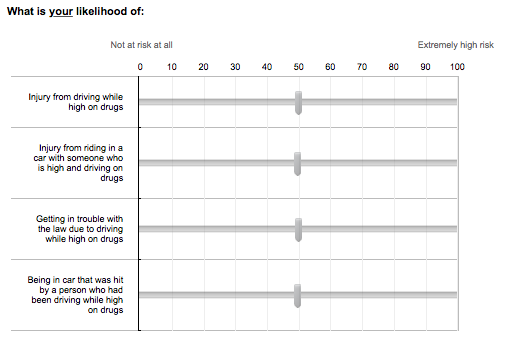 What is your likelihood of:
Not at risk at all
Extremely high risk
0 10 20 30 40 50 60 70 80 90 100
Injury from driving while
high on drugs
Injury from riding in a
car with someone who
is high and driving on
drugs
Getting in trouble with
the law due to driving
while high on drugs
Being in car that was hit
by a person who had
been driving while high
on drugs